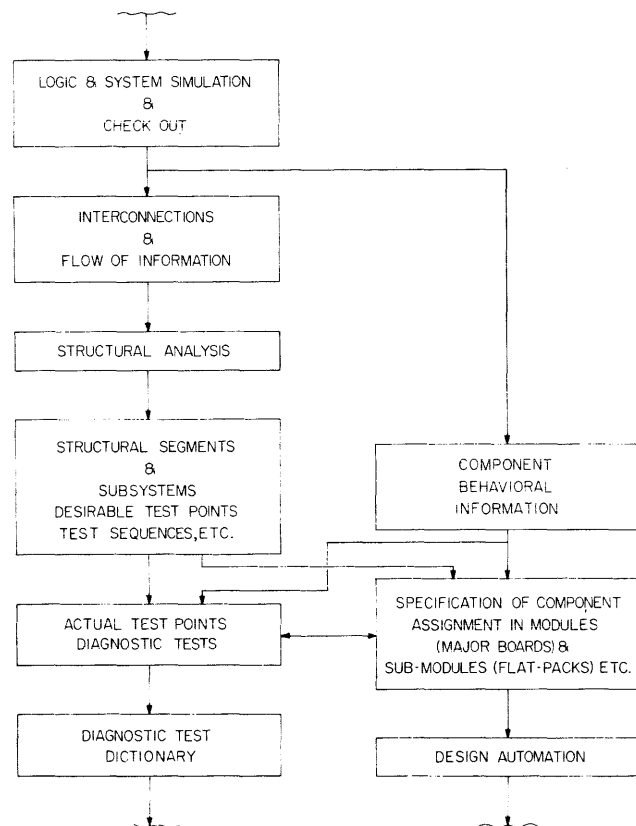 LOGIC & SYSTEM SIMULATION
&
CHECK OUT
INTERCONNECTIONS
&
FLOW OF INFORMATION
STRUCTURAL ANALYSIS
STRUCTURAL SEGMENTS
&
SUBSYSTEMS
DESIRABLE TEST POINTS
TEST SEQUENCES,ETC.
COMPONENT
BEHAVIORAL
INFORMATION
ACTUAL TEST POINTS
DIAGNOSTIC TESTS
SPECIFICATION OF COMPONENT
ASSIGNMENT IN MODULES
(MAJOR BOARDS) &
SUB-MODULES (FLAT-PACKS) ETC.
DIAGNOSTIC TEST
DICTIONARY
DESIGN AUTOMATION